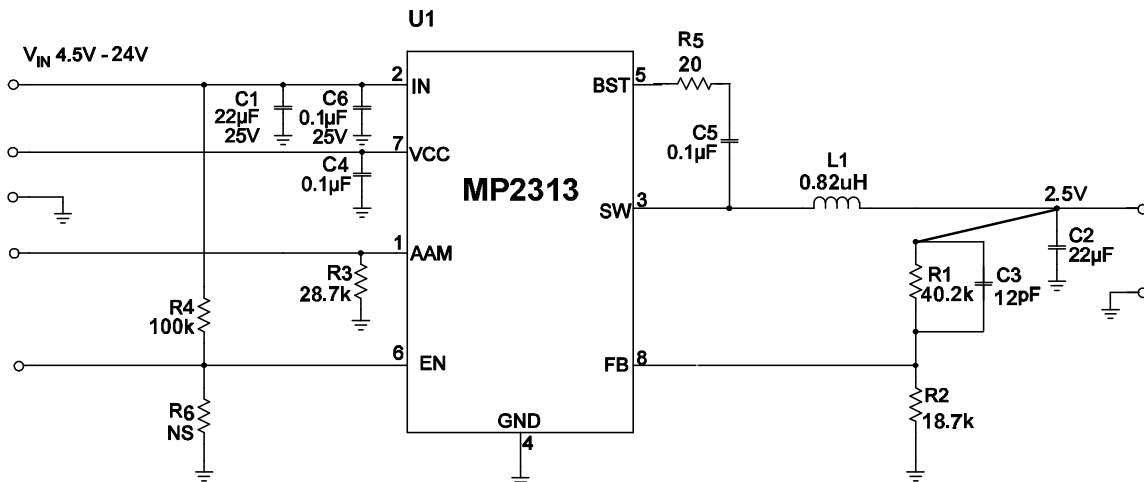 U1
V_IN 4.5V - 24V
R5
20
2
IN
BST
5
C1
22µF
25V
C6
0.1µF
25V
C5
0.1µF
7
VCC
C4
0.1µF
MP2313
L1
0.82uH
SW
3
2.5V
1
AAM
R3
28.7k
C2
22µF
R1
40.2k
C3
12pF
R4
100k
6
EN
FB
8
R6
NS
R2
18.7k
GND
4